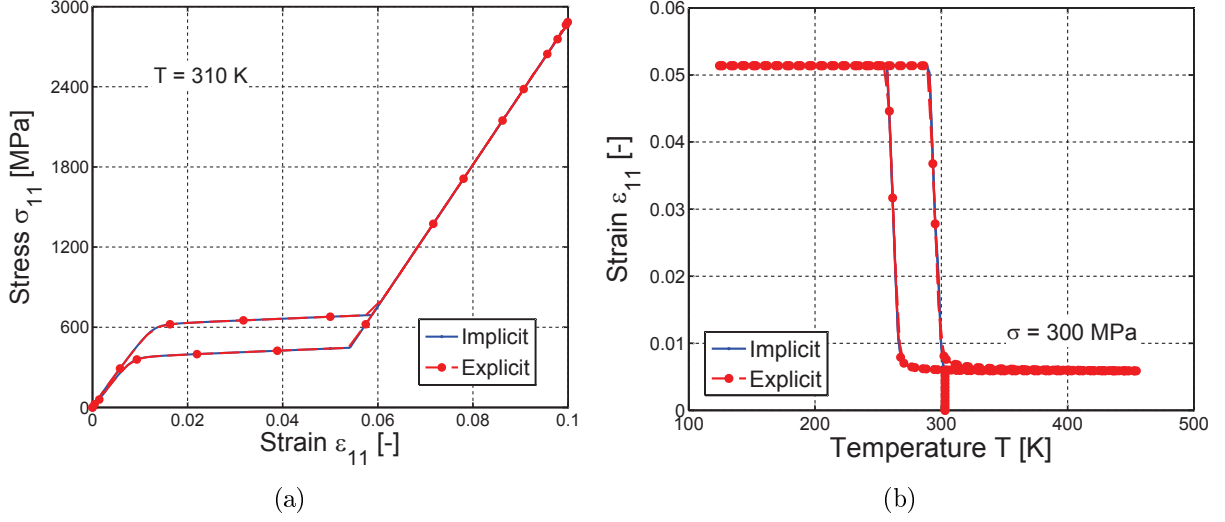 3000
2400
1800
1200
600
0
Stress σ11 [MPa]
T = 310 K
Implicit
Explicit
0 0.02 0.04 0.06 0.08 0.1
Strain ε11 [-]
(a)
0.06
0.05
0.04
0.03
0.02
0.01
0
Strain ε11 [-]
σ = 300 MPa
Implicit
Explicit
100 200 300 400 500
Temperature T [K]
(b)